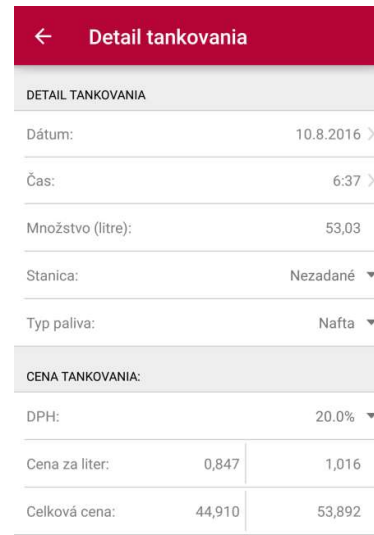 Detail tankovania
DETAIL TANKOVANIA
Dátum: 10.8.2016
Čas: 6:37
Množstvo (litre): 53,03
Stanica: Nezadané
Typ paliva: Nafta
CENA TANKOVANIA:
DPH: 20.0%
Cena za liter: 0,847 1,016
Celková cena: 44,910 53,892